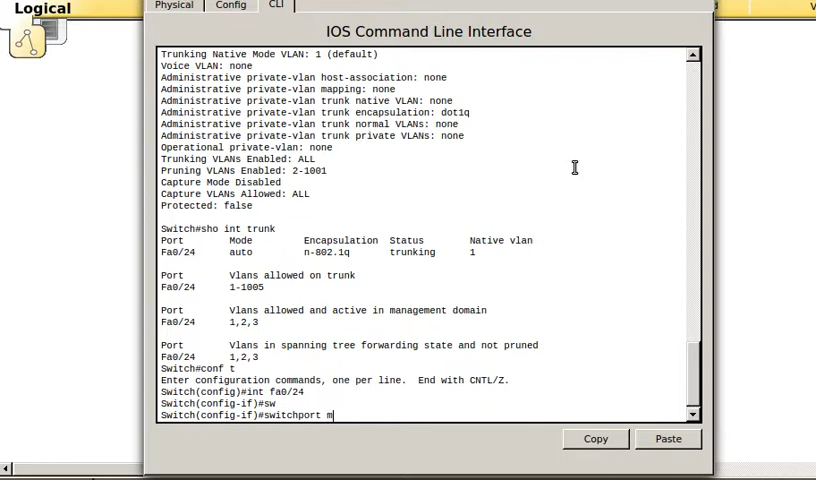 Logical
Physical Config CLI
IOS Command Line Interface
Trunking Native Mode VLAN: 1 (default)
Voice VLAN: none
Administrative private-vlan host-association: none
Administrative private-vlan mapping: none
Administrative private-vlan trunk native VLAN: none
Administrative private-vlan trunk encapsulation: dot1q
Administrative private-vlan trunk normal VLANs: none
Administrative private-vlan trunk private VLANs: none
Operational private-vlan: none
Trunking VLANs Enabled: ALL
Pruning VLANs Enabled: 2-1001
Capture Mode Disabled
Capture VLANs Allowed: ALL
Protected: false
Switch#sho int trunk
Port Mode Encapsulation Status Native vlan
Fa0/24 auto n-802.1q trunking 1
Port Vlans allowed on trunk
Fa0/24 1-1005
Port Vlans allowed and active in management domain
Fa0/24 1,2,3
Port Vlans in spanning tree forwarding state and not pruned
Fa0/24 1,2,3
Switch#conf t
Enter configuration commands, one per line. End with CNTL/Z.
Switch(config)#int fa0/24
Switch(config-if)#sw
Switch(config-if)#switchport m
Copy Paste